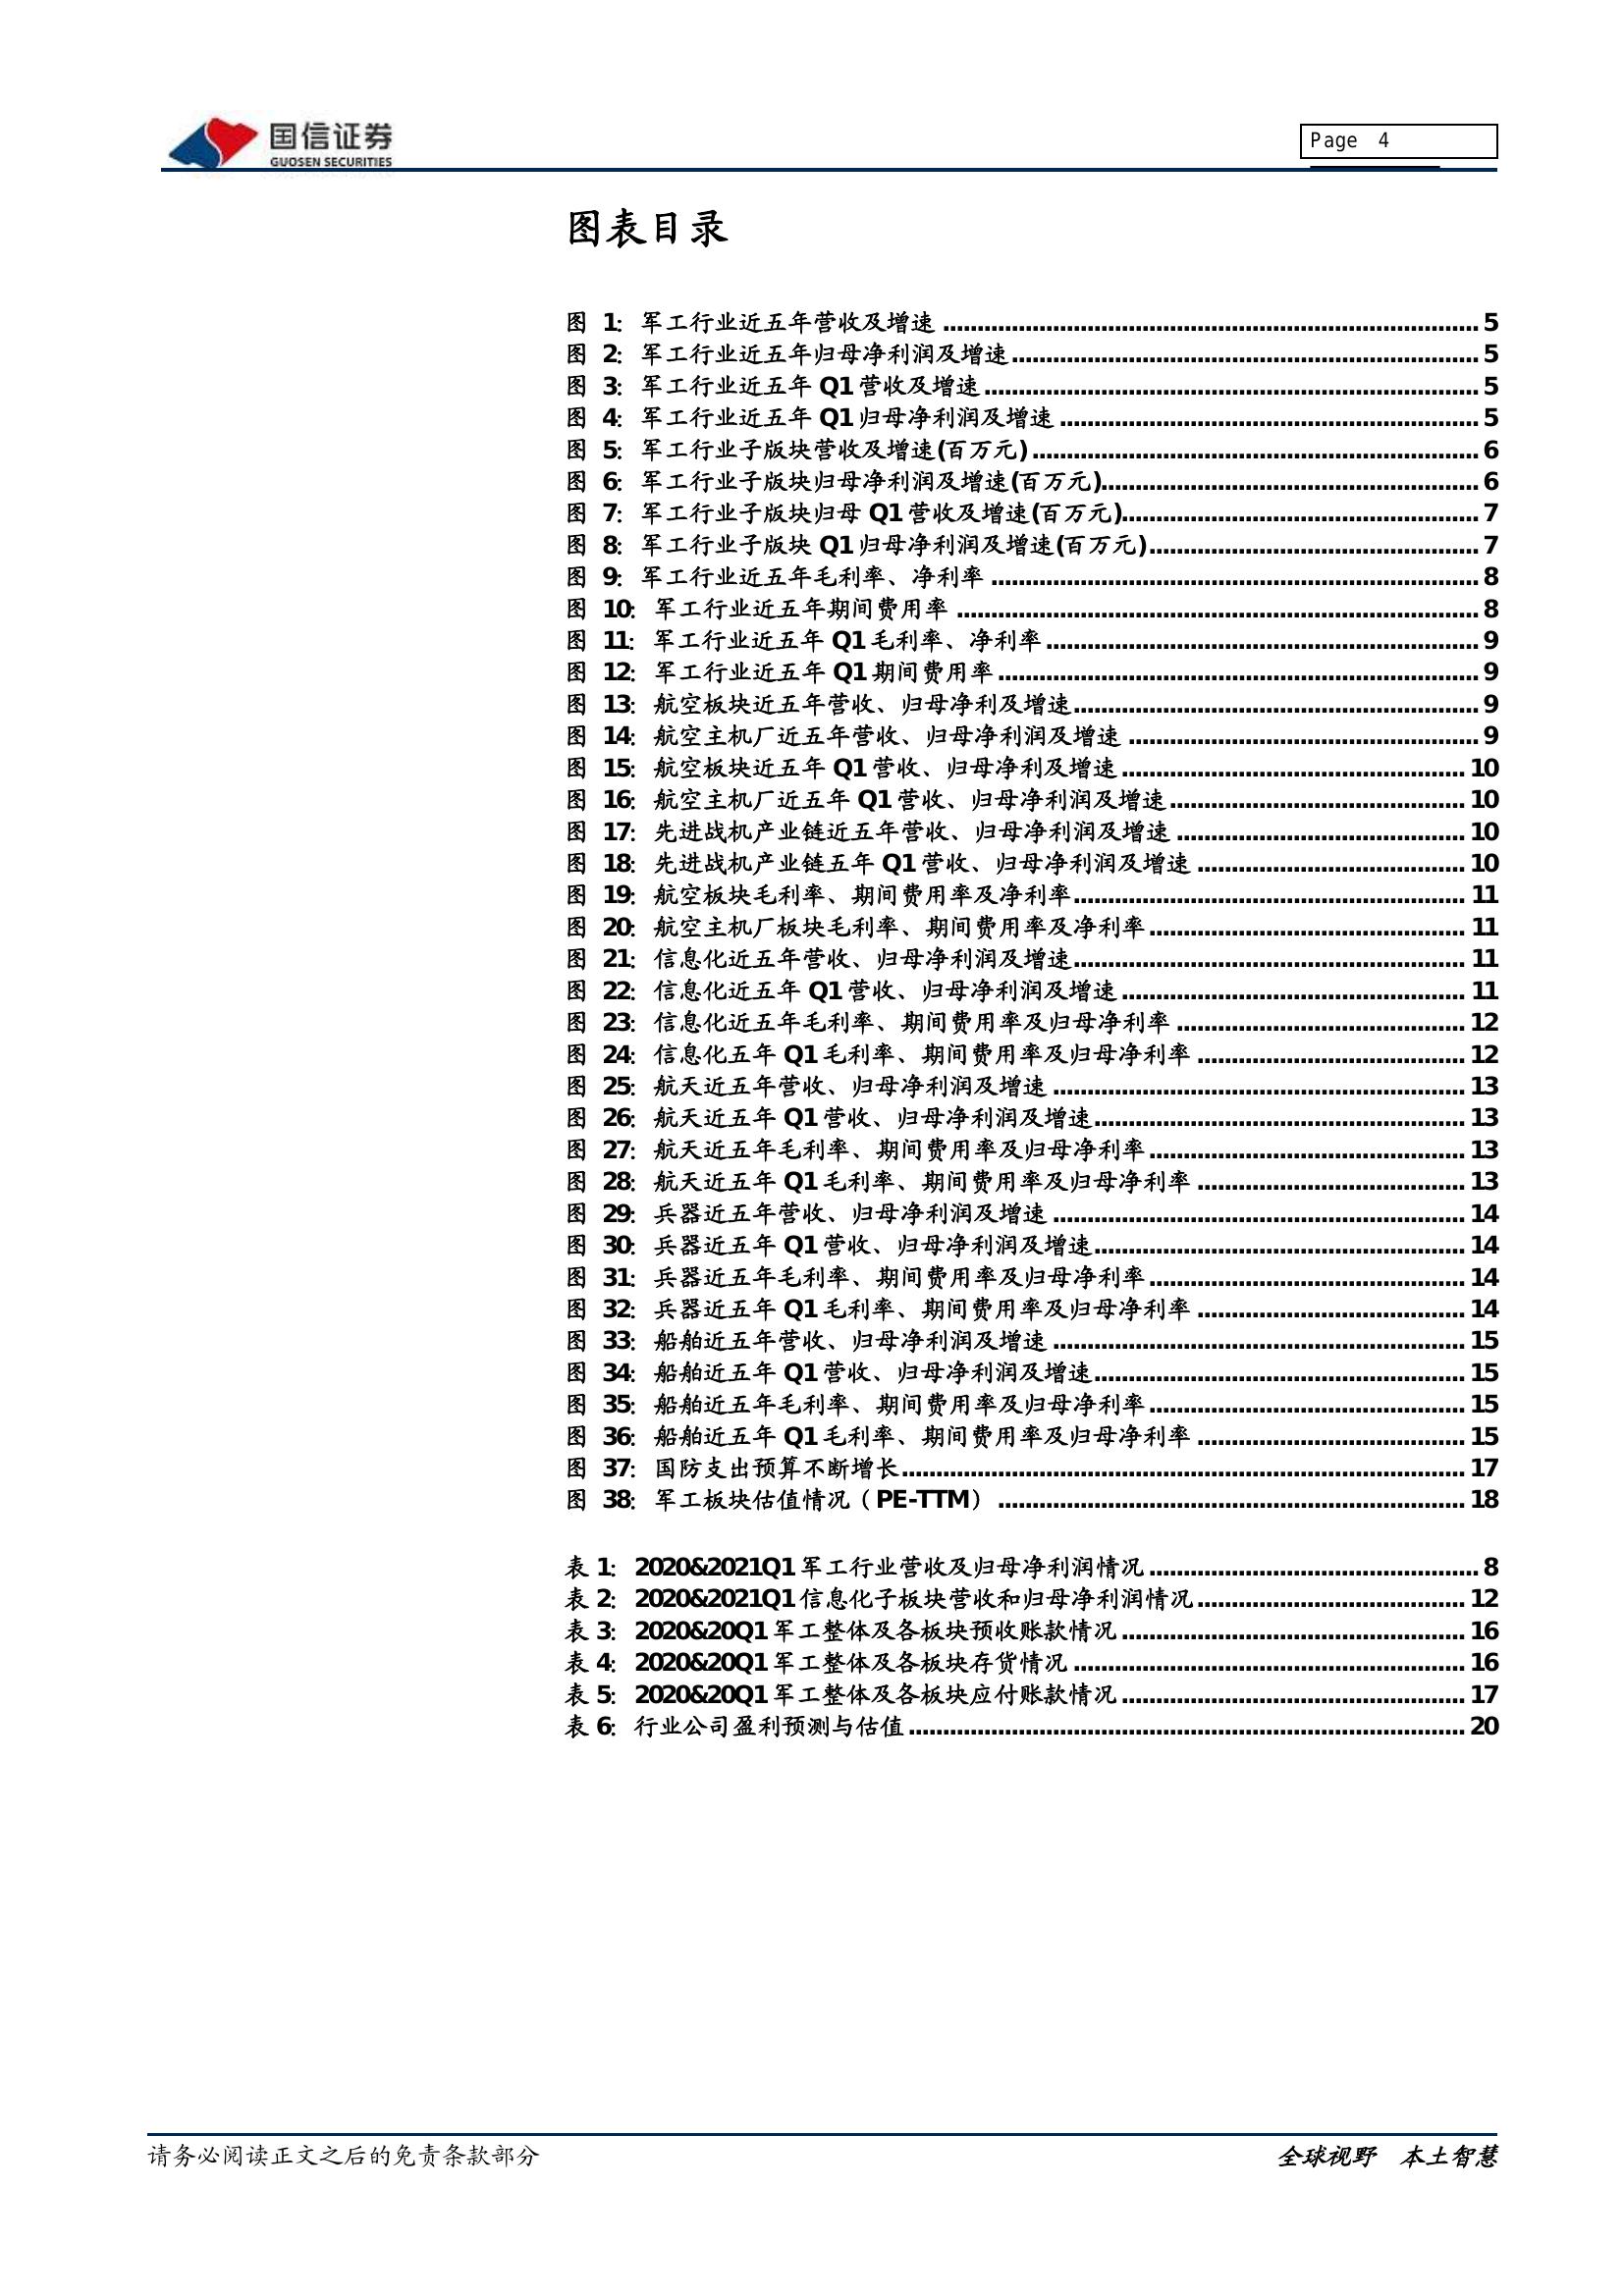 国信证券
GUOSEN SECURITIES
Page 4
图表目录
图 1: 军工行业近五年营收及增速 ........ 5
图 2: 军工行业近五年归母净利润及增速 ........ 5
图 3: 军工行业近五年 Q1 营收及增速 ........ 5
图 4: 军工行业近五年 Q1 归母净利润及增速 ........ 5
图 5: 军工行业子版块营收及增速(百万元) ........ 6
图 6: 军工行业子版块归母净利润及增速(百万元) ........ 6
图 7: 军工行业子版块归母 Q1 营收及增速(百万元) ........ 7
图 8: 军工行业子版块 Q1 归母净利润及增速(百万元) ........ 7
图 9: 军工行业近五年毛利率、净利率 ........ 8
图 10: 军工行业近五年期间费用率 ........ 8
图 11: 军工行业近五年 Q1 毛利率、净利率 ........ 9
图 12: 军工行业近五年 Q1 期间费用率 ........ 9
图 13: 航空板块近五年营收、归母净利及增速 ........ 9
图 14: 航空主机厂近五年营收、归母净利润及增速 ........ 9
图 15: 航空板块近五年 Q1 营收、归母净利及增速 ........ 10
图 16: 航空主机厂近五年 Q1 营收、归母净利润及增速 ........ 10
图 17: 先进战机产业链近五年营收、归母净利润及增速 ........ 10
图 18: 先进战机产业链五年 Q1 营收、归母净利润及增速 ........ 10
图 19: 航空板块毛利率、期间费用率及净利率 ........ 11
图 20: 航空主机厂板块毛利率、期间费用率及净利率 ........ 11
图 21: 信息化近五年营收、归母净利润及增速 ........ 11
图 22: 信息化近五年 Q1 营收、归母净利润及增速 ........ 11
图 23: 信息化近五年毛利率、期间费用率及归母净利率 ........ 12
图 24: 信息化五年 Q1 毛利率、期间费用率及归母净利率 ........ 12
图 25: 航天近五年营收、归母净利润及增速 ........ 13
图 26: 航天近五年 Q1 营收、归母净利润及增速 ........ 13
图 27: 航天近五年毛利率、期间费用率及归母净利率 ........ 13
图 28: 航天近五年 Q1 毛利率、期间费用率及归母净利率 ........ 13
图 29: 兵器近五年营收、归母净利润及增速 ........ 14
图 30: 兵器近五年 Q1 营收、归母净利润及增速 ........ 14
图 31: 兵器近五年毛利率、期间费用率及归母净利率 ........ 14
图 32: 兵器近五年 Q1 毛利率、期间费用率及归母净利率 ........ 14
图 33: 船舶近五年营收、归母净利润及增速 ........ 15
图 34: 船舶近五年 Q1 营收、归母净利润及增速 ........ 15
图 35: 船舶近五年毛利率、期间费用率及归母净利率 ........ 15
图 36: 船舶近五年 Q1 毛利率、期间费用率及归母净利率 ........ 15
图 37: 国防支出预算不断增长 ........ 17
图 38: 军工板块估值情况（PE-TTM） ........ 18
表 1: 2020&2021Q1 军工行业营收及归母净利润情况 ........ 8
表 2: 2020&2021Q1 信息化子板块营收和归母净利润情况 ........ 12
表 3: 2020&20Q1 军工整体及各板块预收账款情况 ........ 16
表 4: 2020&20Q1 军工整体及各板块存货情况 ........ 16
表 5: 2020&20Q1 军工整体及各板块应付账款情况 ........ 17
表 6: 行业公司盈利预测与估值 ........ 20
请务必阅读正文之后的免责条款部分
全球视野 本土智慧